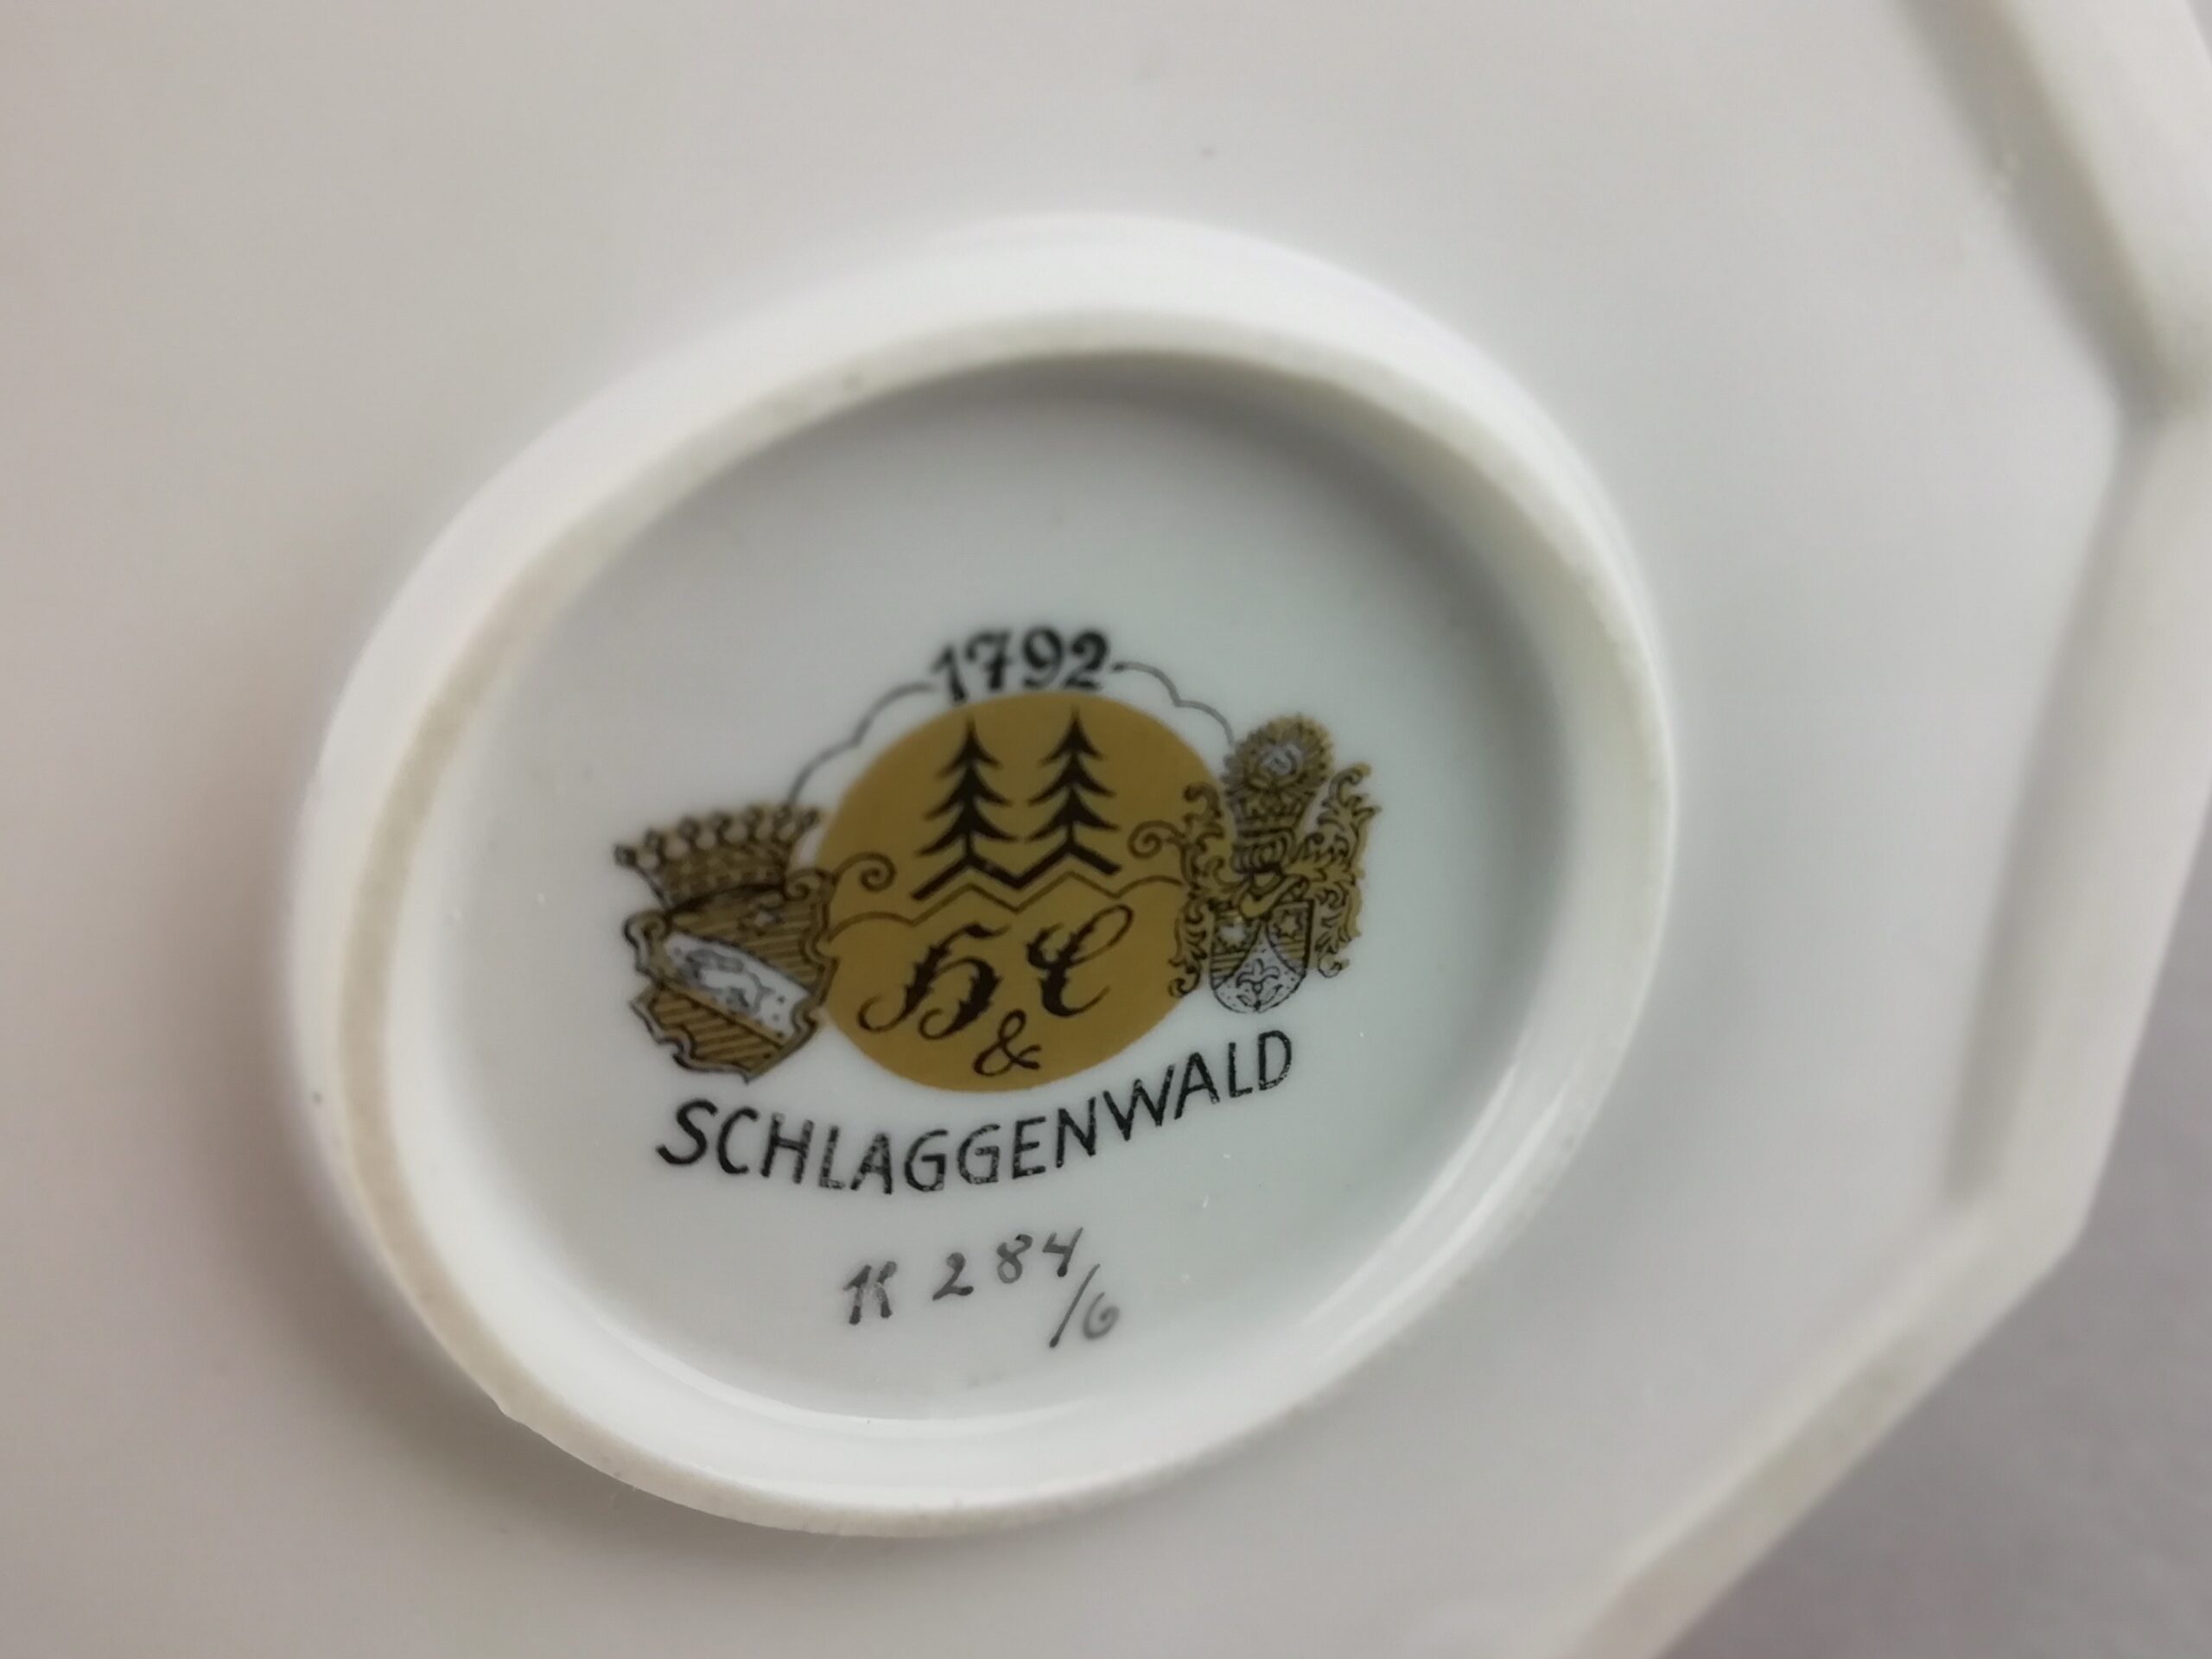 1792
H & C
SCHLAGGENWALD
K 284/6